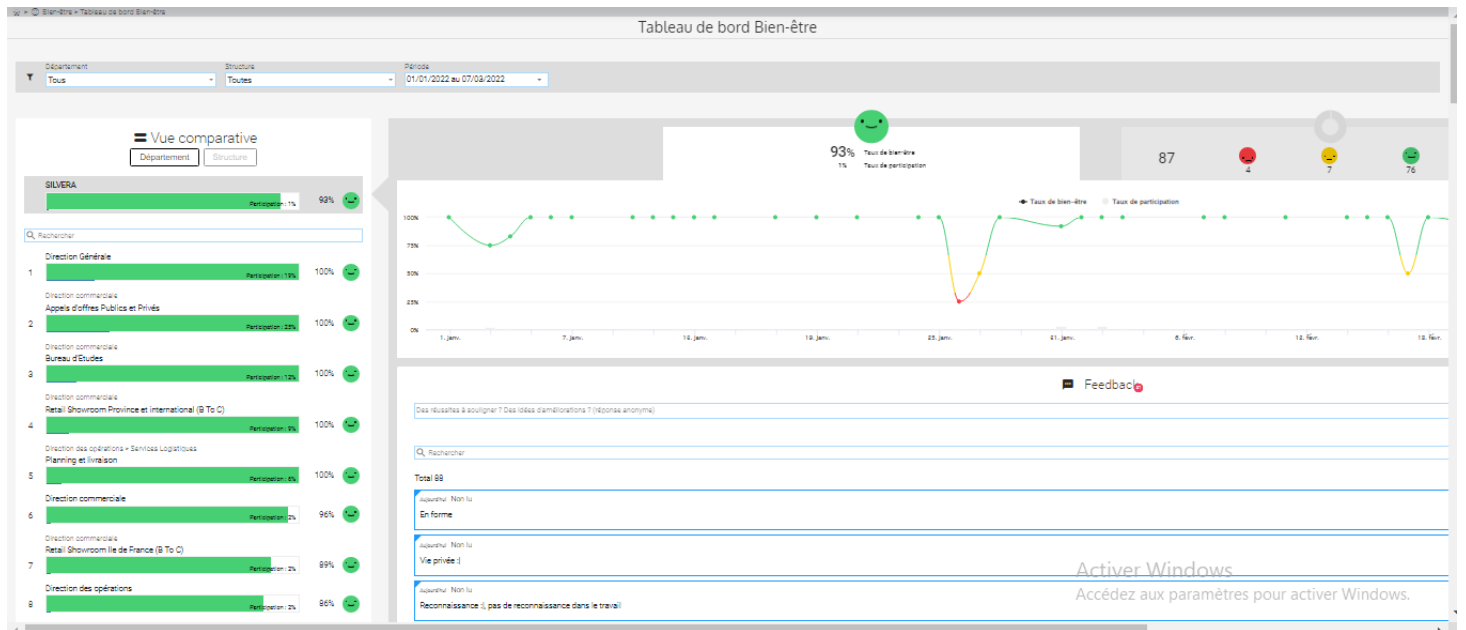 Bien-être » Tableau de bord Bien-être
Tableau de bord Bien-être
Département
Tous
Structure
Toutes
Période
01/01/2022 au 07/03/2022
Vue comparative
Département
Structure
SILVERA
Participation : 1%
93%
Rechercher
Direction Générale
1
Participation : 19%
100%
Direction commerciale
Appels d'offres Publics et Privés
2
Participation : 25%
100%
Direction commerciale
Bureau d'Etudes
3
Participation : 12%
100%
Direction commerciale
Retail Showroom Province et international (B To C)
4
Participation : 9%
100%
Direction des opérations » Services Logistiques
Planning et livraison
5
Participation : 6%
100%
Direction commerciale
6
Participation : 2%
96%
Direction commerciale
Retail Showroom Ile de France (B To C)
7
Participation : 2%
89%
Direction des opérations
8
Participation : 2%
86%
93% Taux de bien-être
1% Taux de participation
87
4
7
76
Taux de bien-être
Taux de participation
100%
75%
50%
25%
0%
1. janv.
7. janv.
13. janv.
19. janv.
25. janv.
31. janv.
6. févr.
12. févr.
18. févr.
Feedback
Des réussites à souligner ? Des idées d'améliorations ? (réponse anonyme)
Rechercher
Total 88
Aujourd'hui Non lu
En forme
Aujourd'hui Non lu
Vie privée :(
Aujourd'hui Non lu
Reconnaissance :(, pas de reconnaissance dans le travail
Activer Windows
Accédez aux paramètres pour activer Windows.